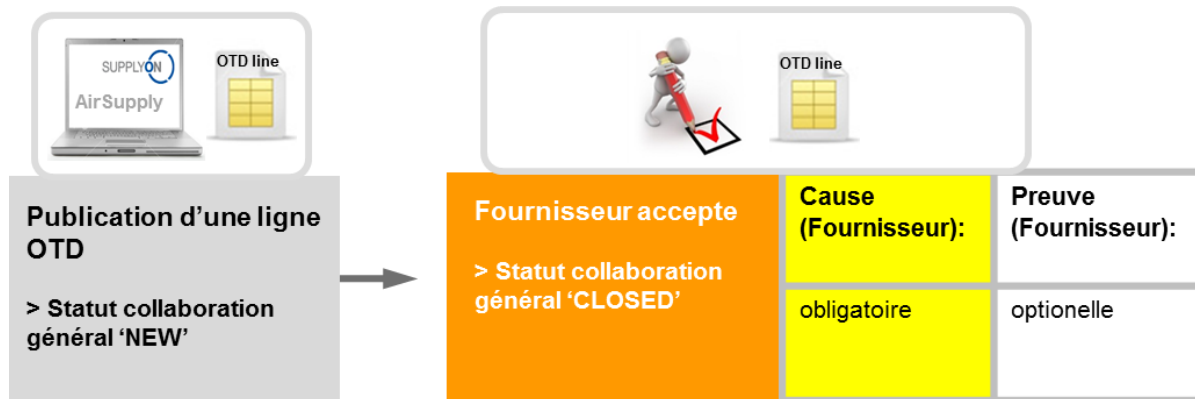 SUPPLYON
AirSupply
OTD line
OTD line
Publication d’une ligne
OTD
> Statut collaboration
général ‘NEW’
Fournisseur accepte
> Statut collaboration
général ‘CLOSED’
Cause
(Fournisseur):
Preuve
(Fournisseur):
obligatoire
optionelle